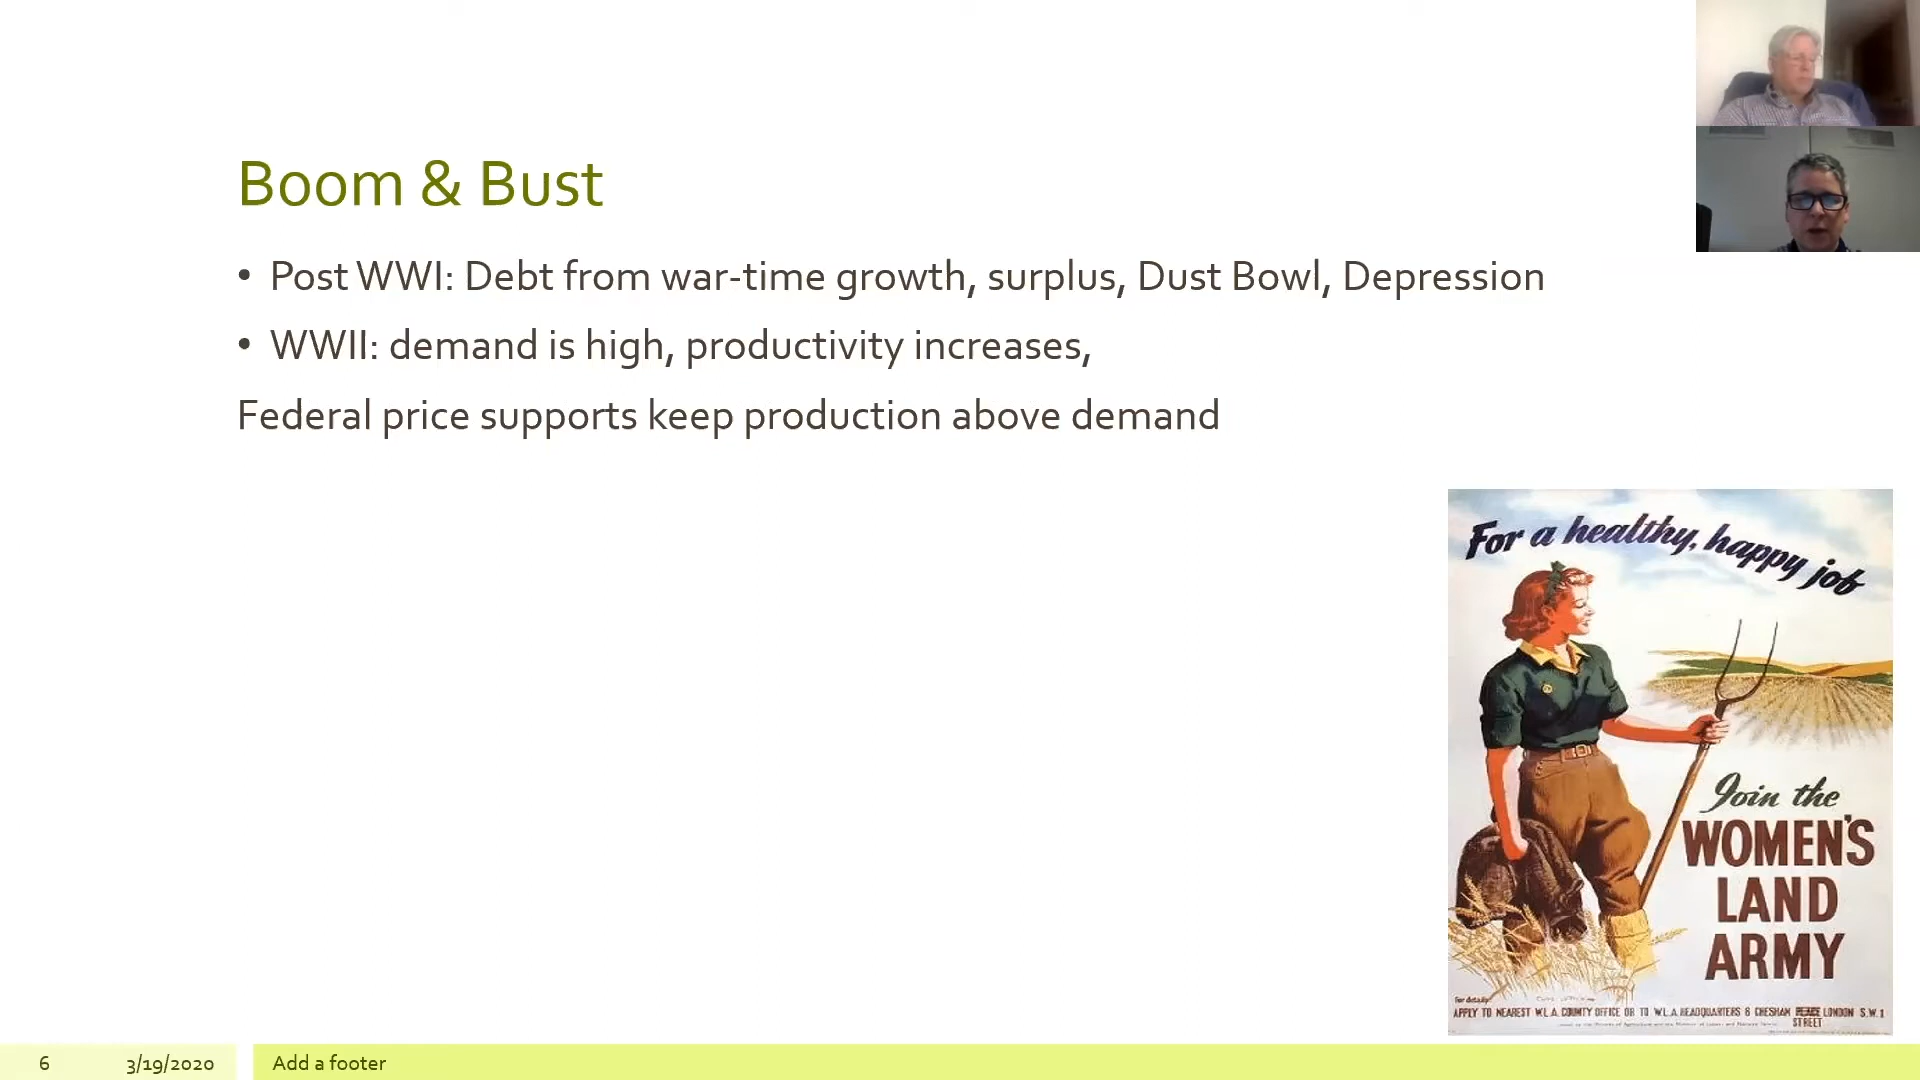 Boom & Bust
• Post WWI: Debt from war-time growth, surplus, Dust Bowl, Depression
• WWII: demand is high, productivity increases,
Federal price supports keep production above demand
For a healthy, happy job
Join the
WOMEN'S
LAND
ARMY
for details
APPLY TO NEAREST W.L.A. COUNTY OFFICE OR TO W.L.A. HEADQUARTERS 6 CHESHAM PLACE LONDON S.W.1
STREET
6
3/19/2020
Add a footer